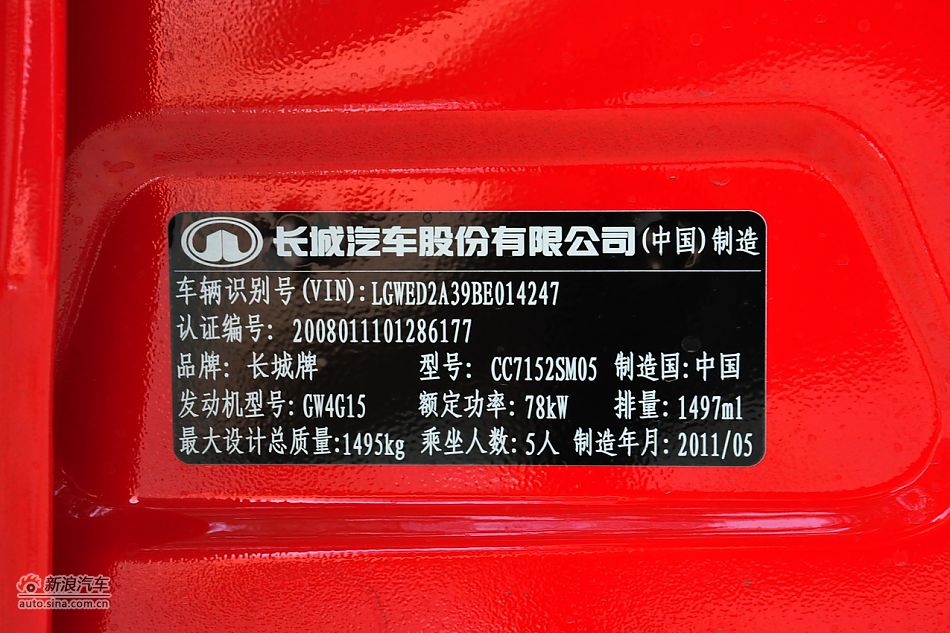 长城汽车股份有限公司(中国)制造
车辆识别号(VIN):LGWED2A39BE014247
认证编号: 2008011101286177
品牌: 长城牌 型号: CC7152SM05 制造国:中国
发动机型号:GW4G15 额定功率:78kW 排量:1497ml
最大设计总质量:1495kg 乘坐人数:5人 制造年月:2011/05
新浪汽车
auto.sina.com.cn